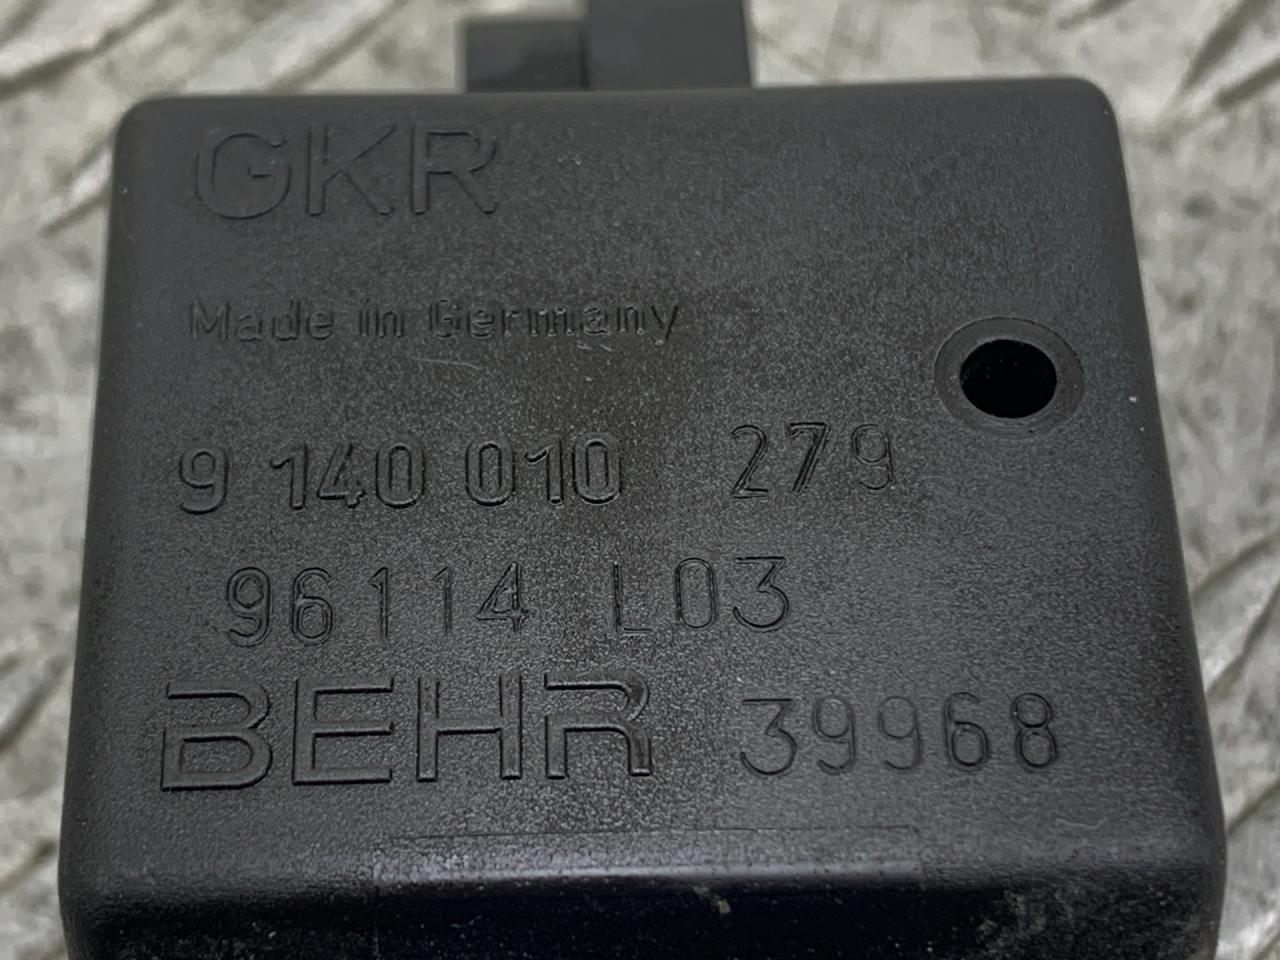 GKR
Made in Germany
9 140 010 279
96114 L03
BEHR 39968